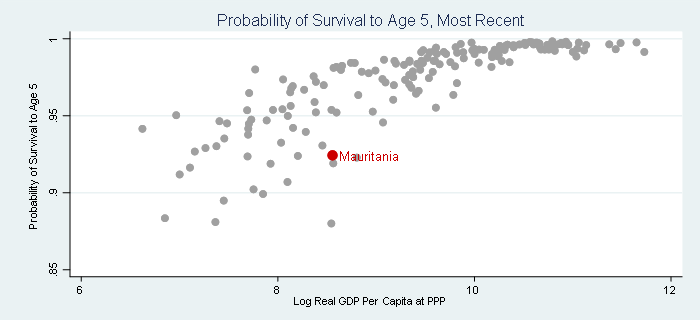 Probability of Survival to Age 5, Most Recent
Probability of Survival to Age 5
1
.95
.9
.85
Mauritania
6 8 10 12
Log Real GDP Per Capita at PPP